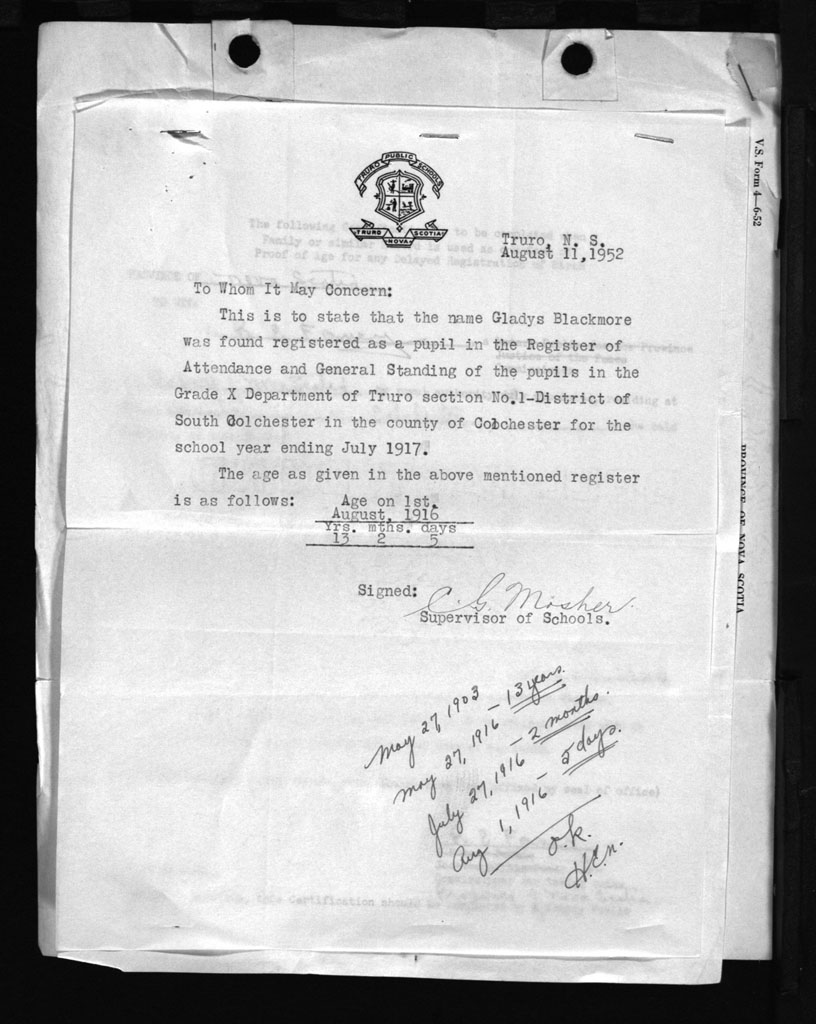 TRURO PUBLIC SCHOOLS
TRURO NOVA SCOTIA
Truro, N. S.
August 11,1952
To Whom It May Concern:
This is to state that the name Gladys Blackmore
was found registered as a pupil in the Register of
Attendance and General Standing of the pupils in the
Grade X Department of Truro section No.1-District of
South Colchester in the county of Colchester for the
school year ending July 1917.
The age as given in the above mentioned register
is as follows: Age on 1st.
August, 1916
Yrs. mths. days
13 2 5
Signed: C. G. Mosher.
Supervisor of Schools.
May 27, 1903
May 27, 1916 - 13 years.
July 27, 1916 - 2 months.
Aug 1, 1916 - 5 days.
o.k.
H.C.n.
V.S. Form 4—6-52
PROVINCE OF NOVA SCOTIA